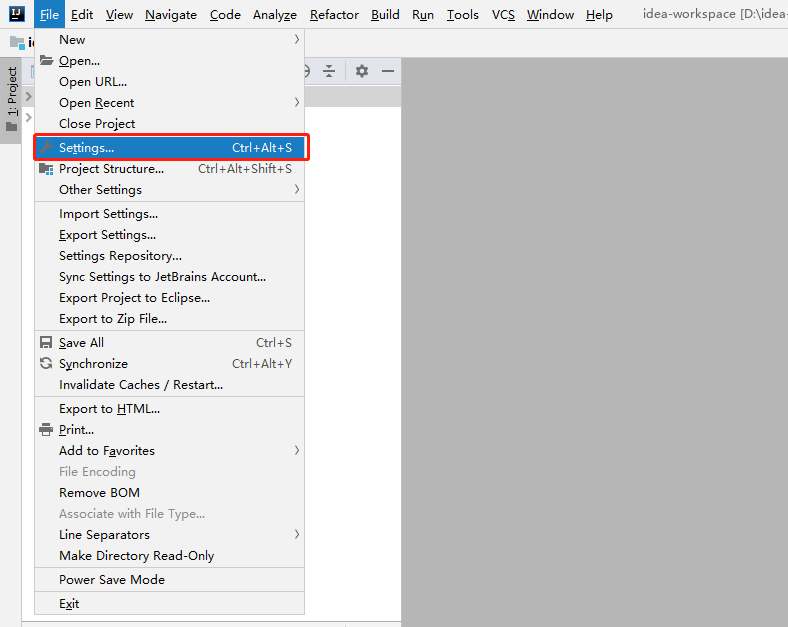 IJ
File Edit View Navigate Code Analyze Refactor Build Run Tools VCS Window Help idea-workspace [D:\idea-
1: Project
New
Open...
Open URL...
Open Recent
Close Project
Settings... Ctrl+Alt+S
Project Structure... Ctrl+Alt+Shift+S
Other Settings
Import Settings...
Export Settings...
Settings Repository...
Sync Settings to JetBrains Account...
Export Project to Eclipse...
Export to Zip File...
Save All Ctrl+S
Synchronize Ctrl+Alt+Y
Invalidate Caches / Restart...
Export to HTML...
Print...
Add to Favorites
File Encoding
Remove BOM
Associate with File Type...
Line Separators
Make Directory Read-Only
Power Save Mode
Exit